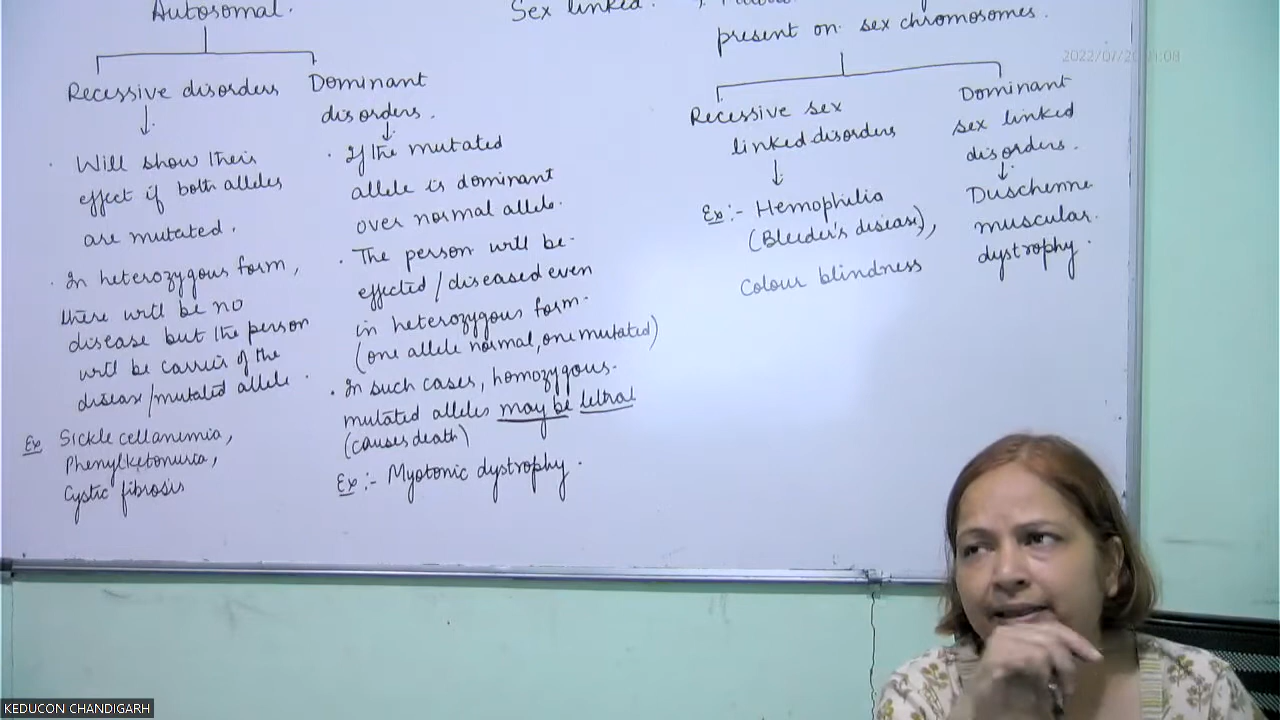 Autosomal.
Recessive disorders
Will show their
effect if both alleles
are mutated.
In heterozygous form,
there will be no
disease but the person
will be carrier of the
disease/mutated allele.
Ex Sickle cell anemia,
Phenylketonuria,
Cystic fibrosis
Dominant
disorders.
If the mutated
allele is dominant
over normal allele.
The person will be
effected/diseased even
in heterozygous form.
(one allele normal, one mutated)
In such cases, homozygous
mutated alleles may be lethal
(causes death)
Ex:- Myotonic dystrophy.
Sex linked.
present on sex chromosomes.
Recessive sex
linked disorders
Ex:- Hemophilia
(Bleeder's disease),
Colour blindness
Dominant
sex linked
disorders.
Duschenne
muscular
dystrophy.
KEDUCON CHANDIGARH